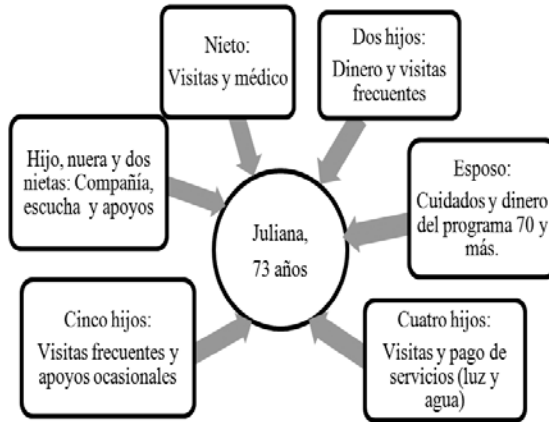 Nieto:
Visitas y médico
Dos hijos:
Dinero y visitas
frecuentes
Hijo, nuera y dos
nietas: Compañía,
escucha y apoyos
Esposo:
Cuidados y dinero
del programa 70 y
más.
Juliana,
73 años
Cinco hijos:
Visitas frecuentes y
apoyos ocasionales
Cuatro hijos:
Visitas y pago de
servicios (luz y
agua)